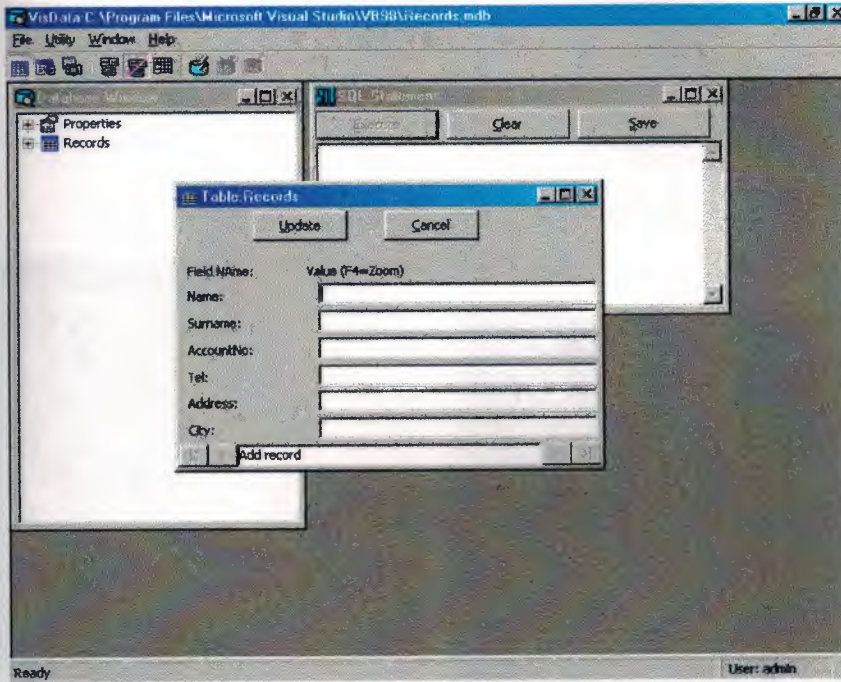 VisData:C:\Program Files\Microsoft Visual Studio\VB98\Records.mdb
File Utility Window Help
Database Window
Properties
Records
SQL Statement
Execute Clear Save
Table:Records
Update Cancel
Field NAme: Value (F4=Zoom)
Name:
Surname:
AccountNo:
Tel:
Address:
City:
Add record
Ready
User: admin